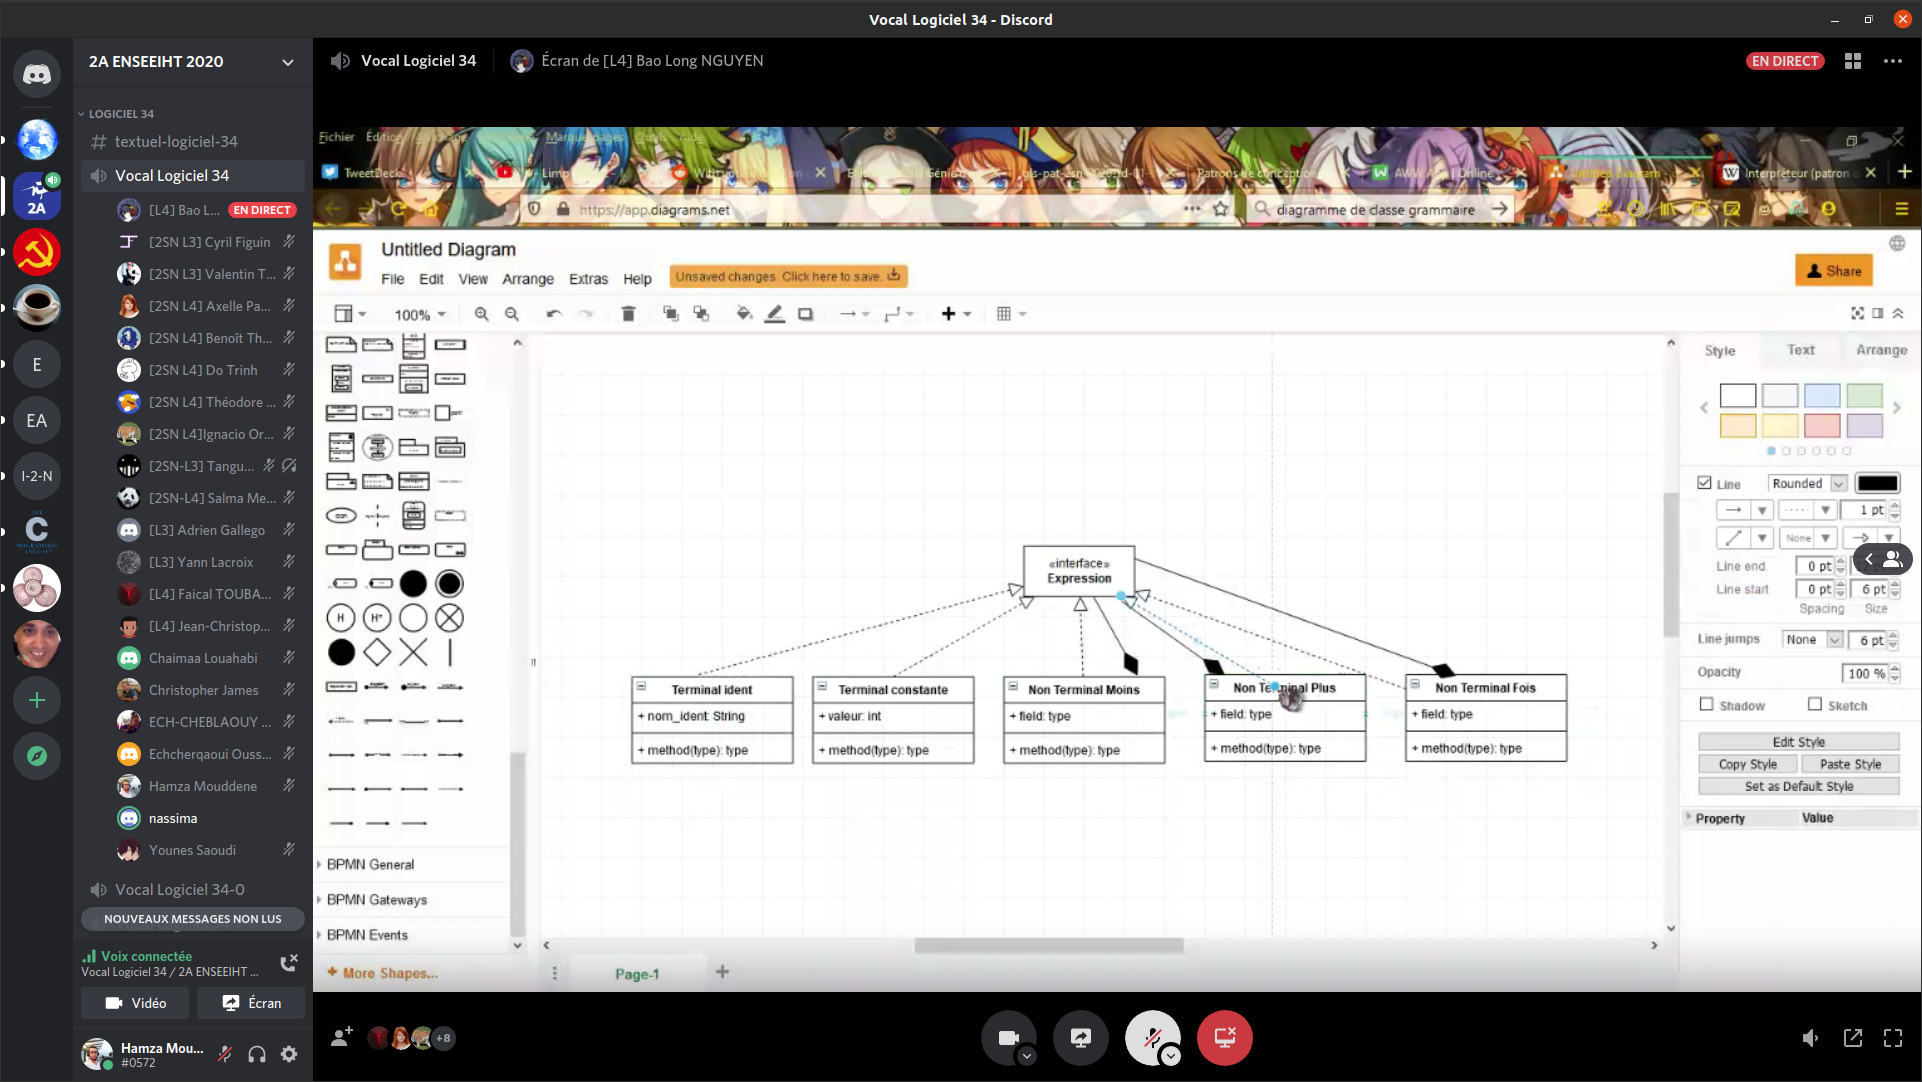 Vocal Logiciel 34 - Discord
2A ENSEEIHT 2020
LOGICIEL 34
textuel-logiciel-34
Vocal Logiciel 34
[L4] Bao L...
EN DIRECT
[2SN L3] Cyril Figuin
[2SN L3] Valentin T...
[2SN L4] Axelle Pa...
[2SN L4] Benoît Th...
[2SN L4] Do Trinh
[2SN L4] Théodore ...
[2SN L4]Ignacio Or...
[2SN-L3] Tangu...
[2SN-L4] Salma Me...
[L3] Adrien Gallego
[L3] Yann Lacroix
[L4] Faical TOUBA...
[L4] Jean-Christop...
Chaimaa Louahabi
Christopher James
ECH-CHEBLAOUY ...
Echcherqaoui Ouss...
Hamza Mouddene
nassima
Younes Saoudi
Vocal Logiciel 34-0
NOUVEAUX MESSAGES NON LUS
Voix connectée
Vocal Logiciel 34 / 2A ENSEEIHT ...
Vidéo
Écran
Hamza Mou...
#0572
2A
E
EA
I-2-N
THE
C
Vocal Logiciel 34
Écran de [L4] Bao Long NGUYEN
EN DIRECT
Fichier
Édition
Marque-pages
TweetDeck
Patrons de conception
Untitled Diagram
Interpréteur (patron
https://app.diagrams.net
diagramme de classe grammaire
Untitled Diagram
File Edit View Arrange Extras Help
Unsaved changes. Click here to save.
Share
100%
BPMN General
BPMN Gateways
BPMN Events
+ More Shapes...
«interface»
Expression
Terminal ident
+ nom_ident: String
+ method(type): type
Terminal constante
+ valeur: int
+ method(type): type
Non Terminal Moins
+ field: type
+ method(type): type
Non Terminal Plus
+ field: type
+ method(type): type
Non Terminal Fois
+ field: type
+ method(type): type
Page-1
Style Text Arrange
Line
Rounded
1 pt
None
Line end
0 pt
Line start
0 pt
6 pt
Spacing
Size
Line jumps
None
6 pt
Opacity
100 %
Shadow
Sketch
Edit Style
Copy Style
Paste Style
Set as Default Style
Property
Value
+8